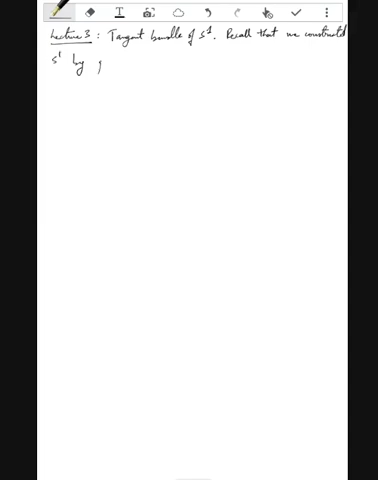 Lecture 3 : Tangent bundle of S¹. Recall that we constructed
S¹ by